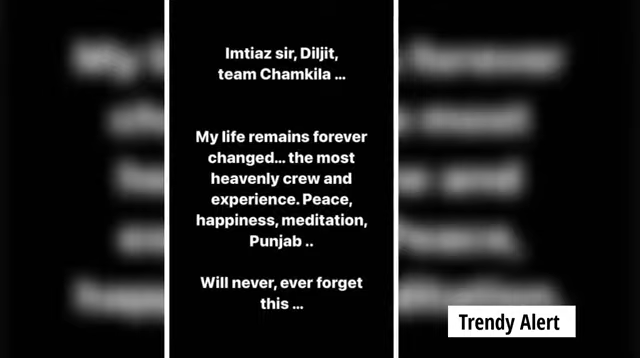 Imtiaz sir, Diljit,
team Chamkila ...
My life remains forever
changed... the most
heavenly crew and
experience. Peace,
happiness, meditation,
Punjab ..
Will never, ever forget
this ...
Trendy Alert